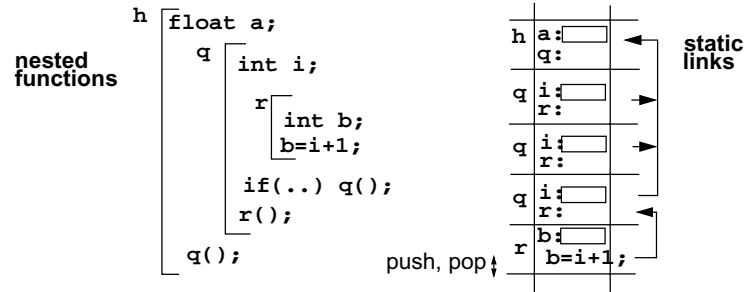 nested
functions
h
float a;
q
int i;
r
int b;
b=i+1;
if(..) q();
r();
q();
h a:
q:
q i:
r:
q i:
r:
q i:
r:
r b:
b=i+1;
push, pop
static
links